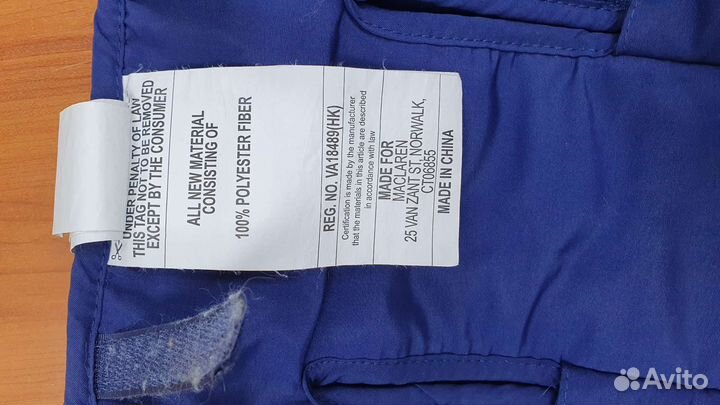 UNDER PENALTY OF LAW
THIS TAG NOT TO BE REMOVED
EXCEPT BY THE CONSUMER
ALL NEW MATERIAL
CONSISTING OF
100% POLYESTER FIBER
REG. NO. VA18489(HK)
Certification is made by the manufacturer
that the materials in this article are described
in accordance with law
MADE FOR
MACLAREN
25 VAN ZANT ST, NORWALK,
CT06855
MADE IN CHINA
Avito